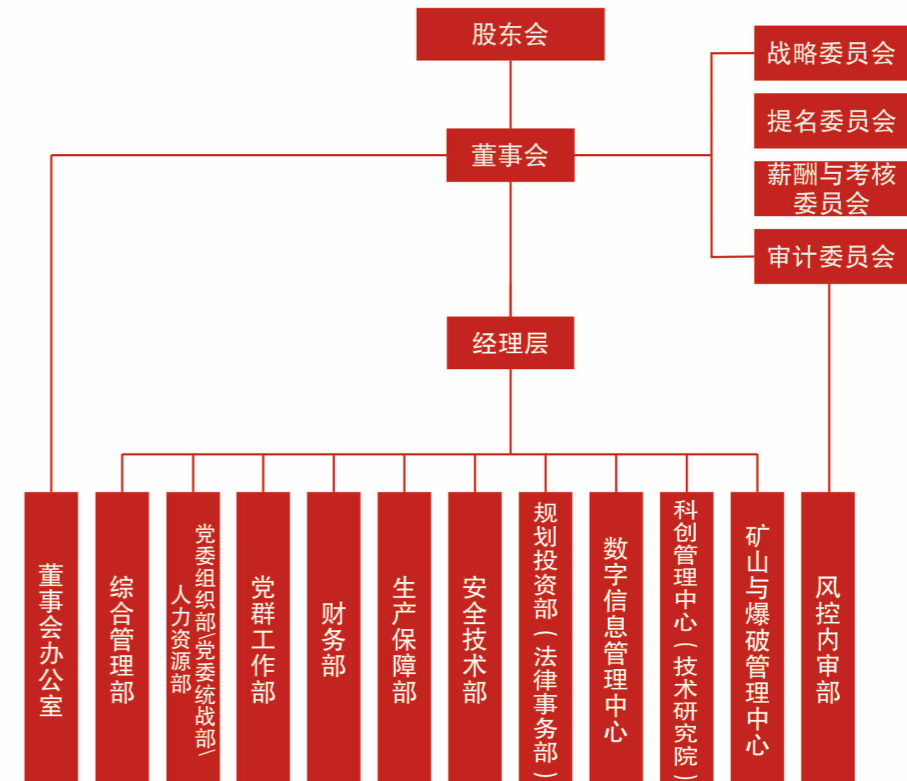 股东会
战略委员会
提名委员会
董事会
薪酬与考核
委员会
审计委员会
经理层
董事会办公室
综合管理部
党委组织部/党委统战部/
人力资源部
党群工作部
财务部
生产保障部
安全技术部
规划投资部（法律事务部）
数字信息管理中心
科创管理中心（技术研究院）
矿山与爆破管理中心
风控内审部